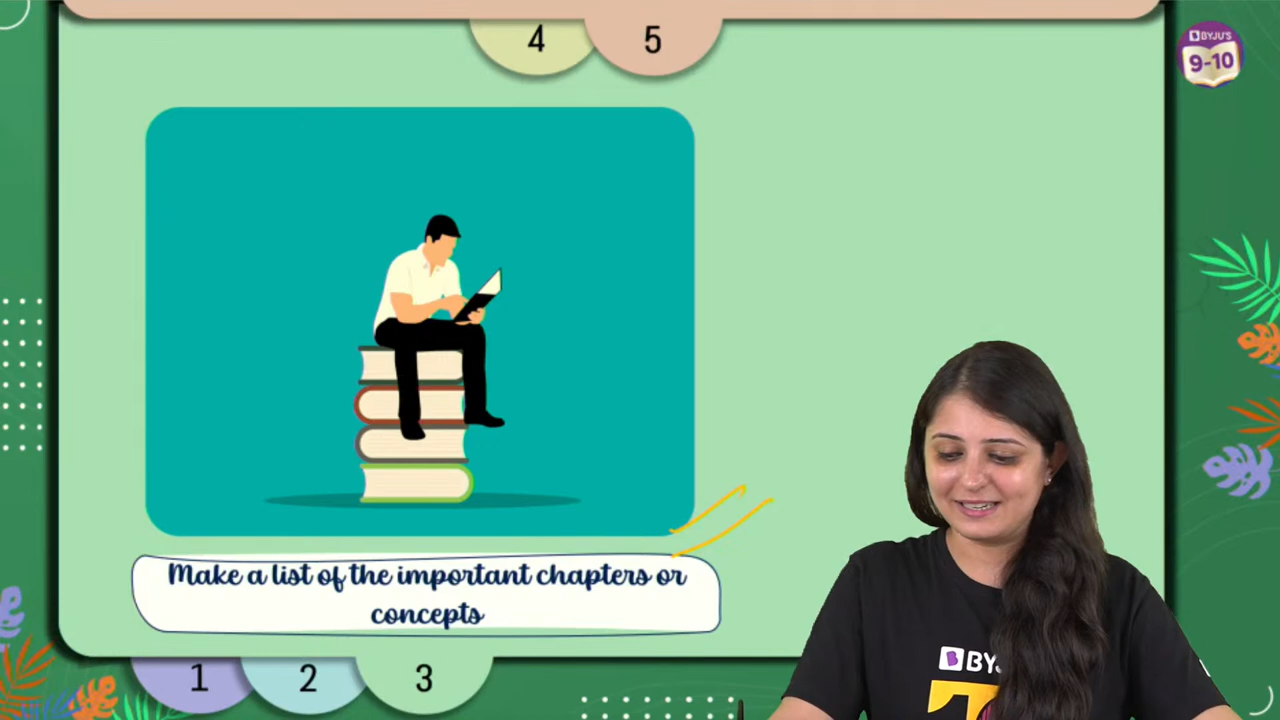 4 5
BYJU'S
9-10
Make a list of the important chapters or
concepts
1 2 3